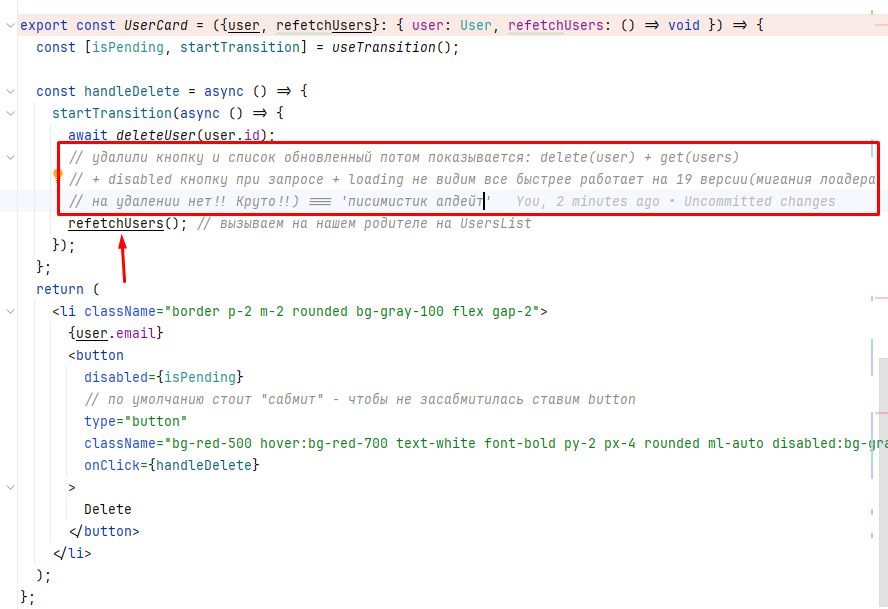 export const UserCard = ({user, refetchUsers}: { user: User, refetchUsers: () => void }) => {
const [isPending, startTransition] = useTransition();
const handleDelete = async () => {
startTransition(async () => {
await deleteUser(user.id);
// удалили кнопку и список обновленный потом показывается: delete(user) + get(users)
// + disabled кнопку при запросе + loading не видим все быстрее работает на 19 версии(мигания лоадера
// на удалении нет!! Круто!!) === 'писимистик апдейт' You, 2 minutes ago • Uncommitted changes
refetchUsers(); // вызываем на нашем родителе на UsersList
});
};
return (
<li className="border p-2 m-2 rounded bg-gray-100 flex gap-2">
{user.email}
<button
disabled={isPending}
// по умолчанию стоит "сабмит" - чтобы не засабмитилась ставим button
type="button"
className="bg-red-500 hover:bg-red-700 text-white font-bold py-2 px-4 rounded ml-auto disabled:bg-gra
onClick={handleDelete}
>
Delete
</button>
</li>
);
};